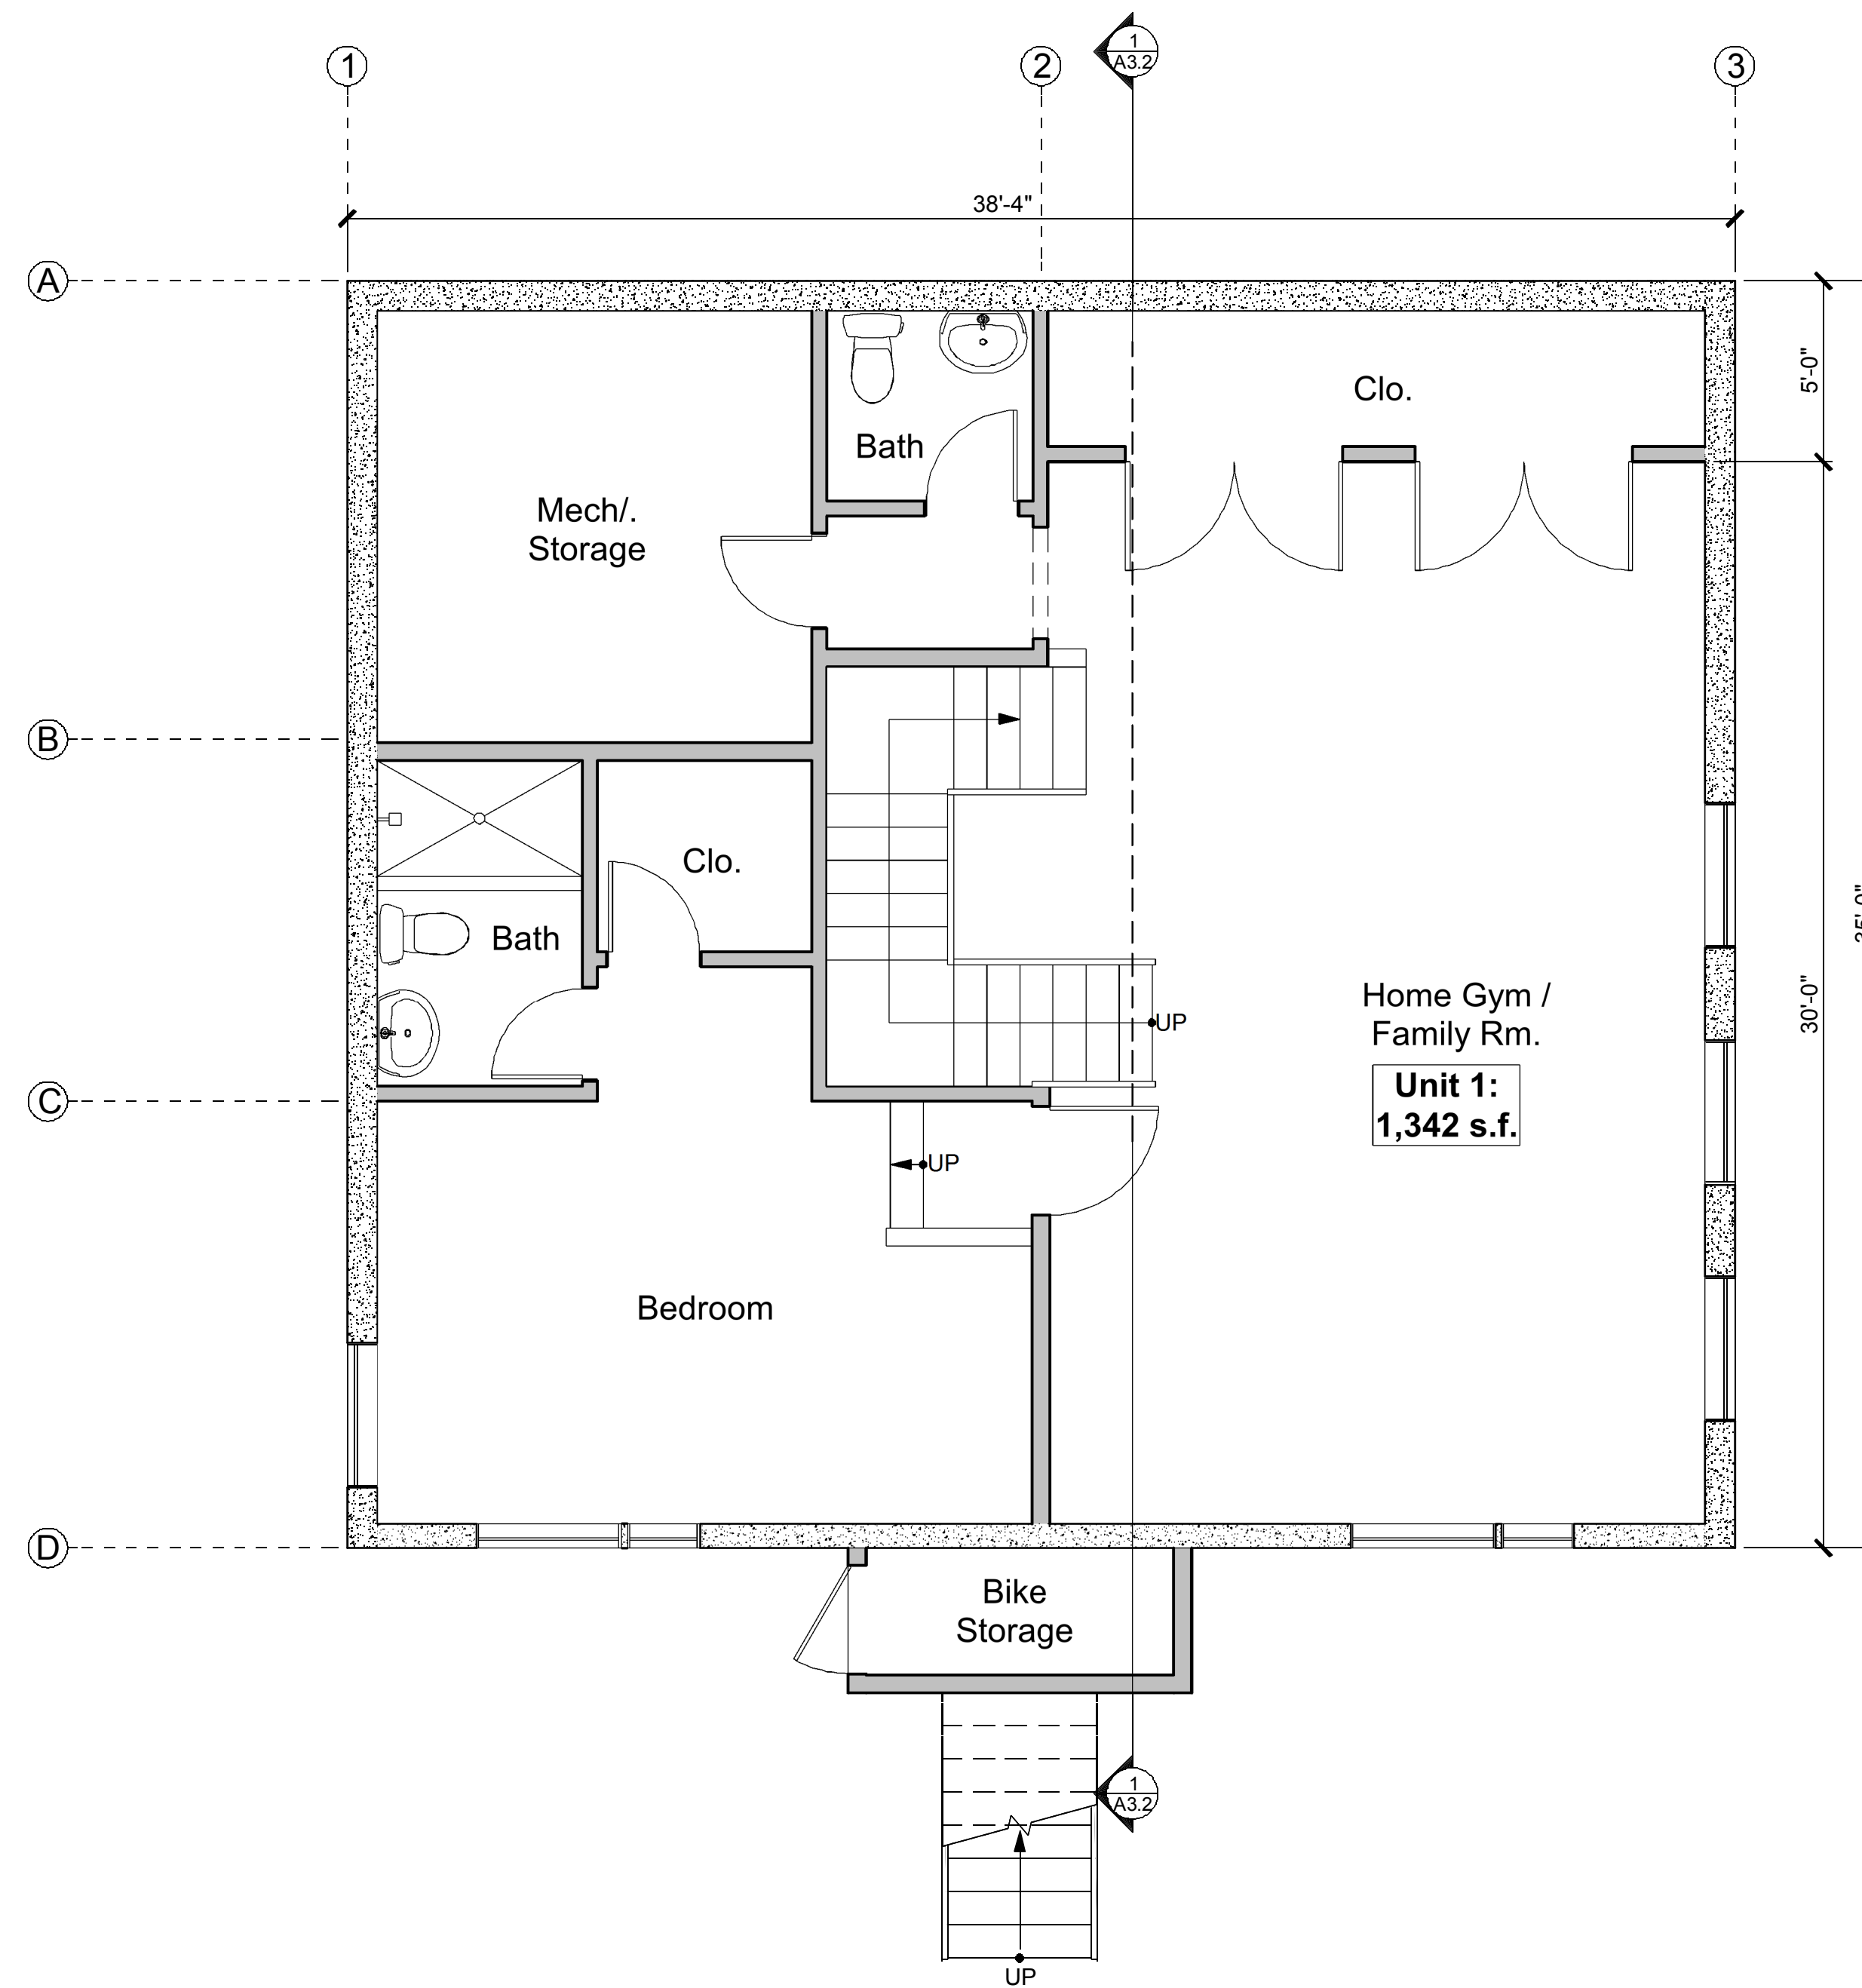 1
2
1
A3.2
3
38'-4"
A
5'-0"
Clo.
Bath
Mech/.
Storage
B
Clo.
Bath
Home Gym /
Family Rm.
30'-0"
UP
Unit 1:
1,342 s.f.
C
UP
Bedroom
D
Bike
Storage
1
A3.2
UP